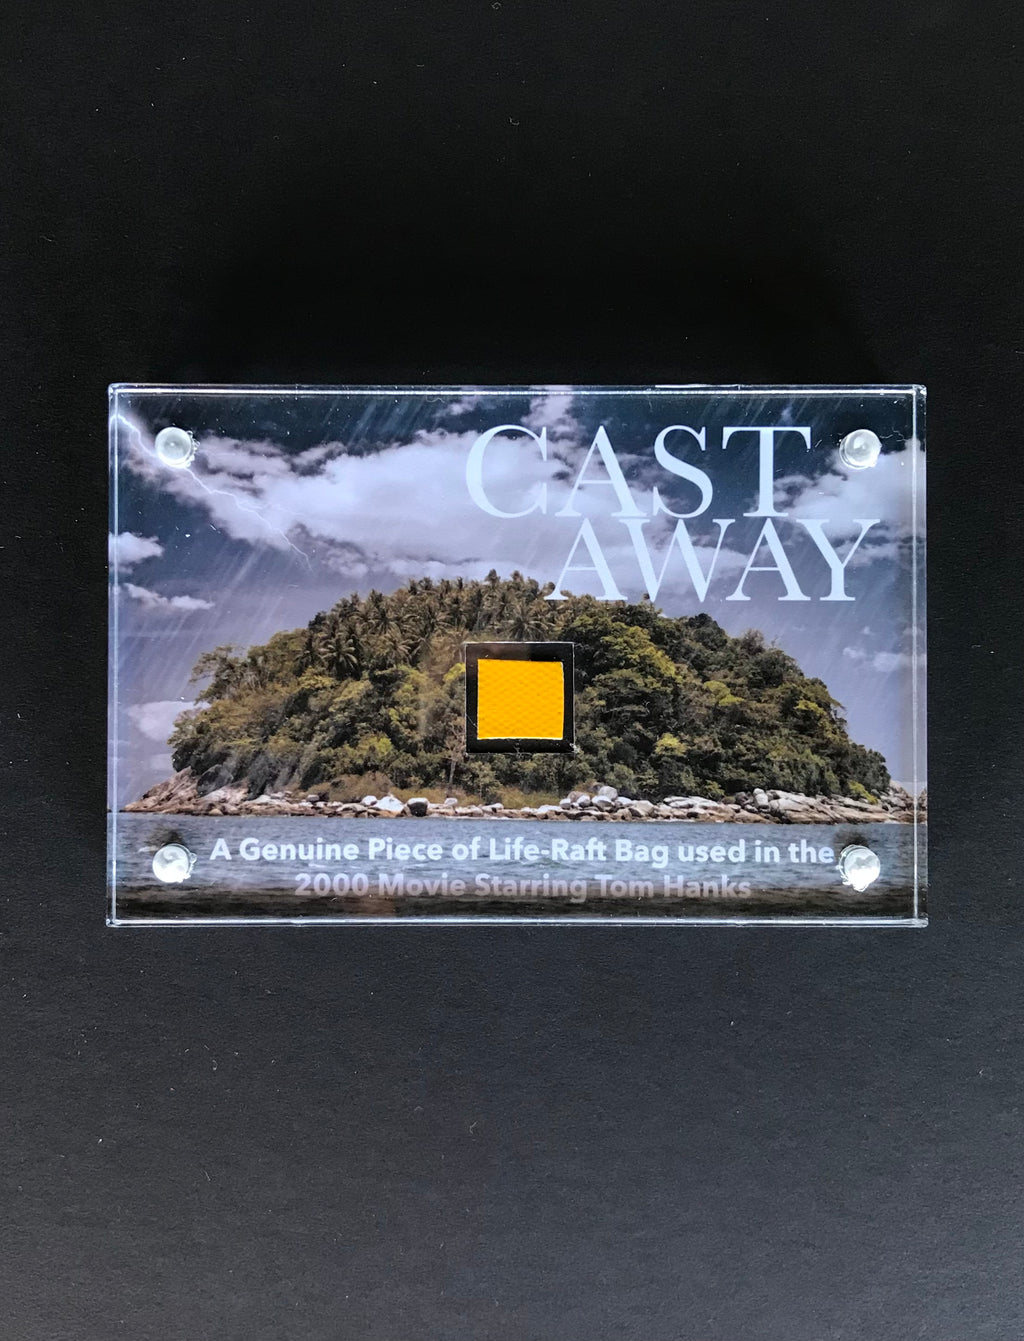 CAST
AWAY
A Genuine Piece of Life-Raft Bag used in the
2000 Movie Starring Tom Hanks